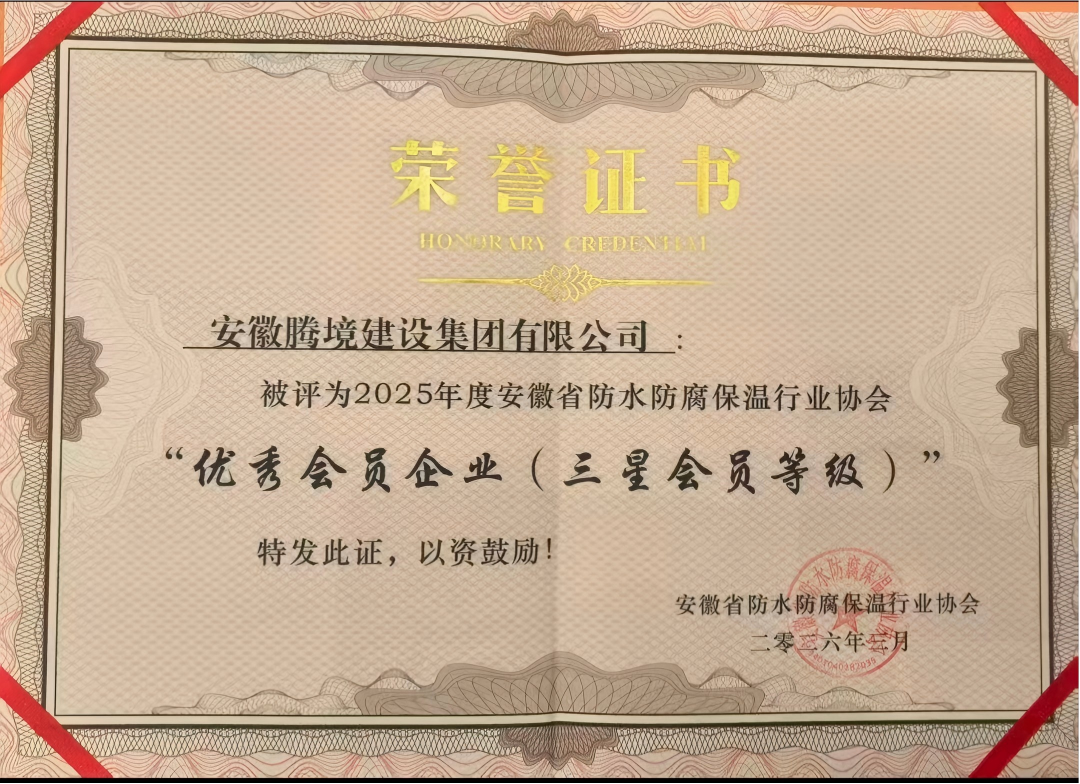 荣誉证书
HONORARY CREDENTIAL
安徽腾境建设集团有限公司：
被评为2025年度安徽省防水防腐保温行业协会
“优秀会员企业（三星会员等级）”
特发此证，以资鼓励！
安徽省防水防腐保温行业协会
二零二六年三月